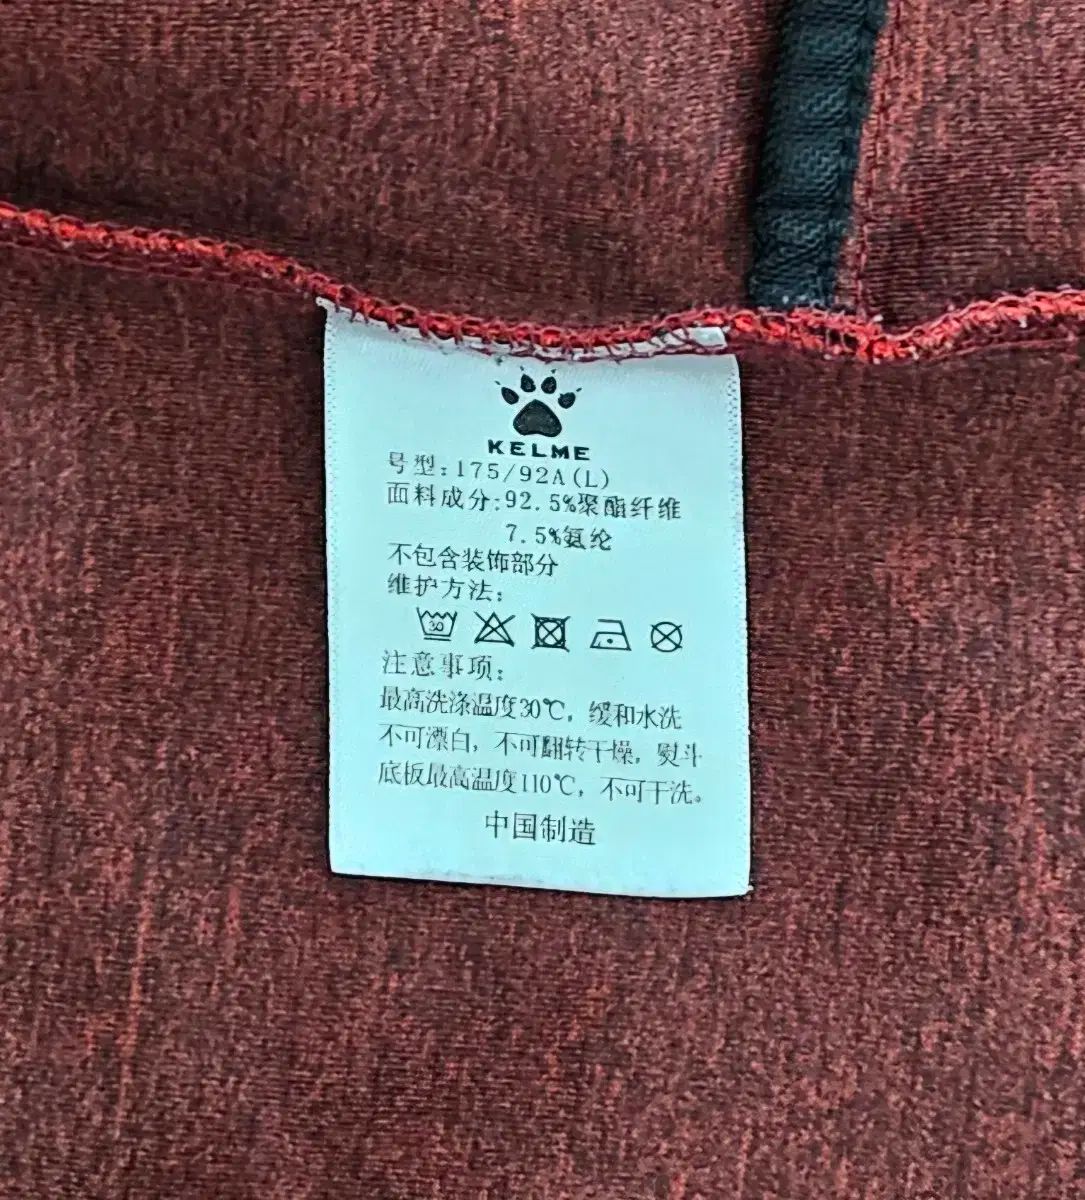 KELME
号型:175/92A(L)
面料成分:92.5%聚酯纤维
7.5%氨纶
不包含装饰部分
维护方法:
30
注意事项:
最高洗涤温度30℃,缓和水洗
不可漂白,不可翻转干燥,熨斗
底板最高温度110℃,不可干洗。
中国制造